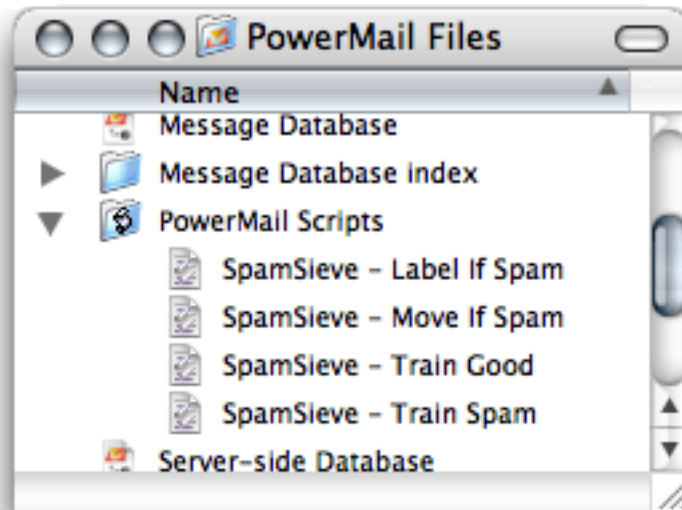 PowerMail Files
Name
Message Database
Message Database index
PowerMail Scripts
SpamSieve – Label If Spam
SpamSieve – Move If Spam
SpamSieve – Train Good
SpamSieve – Train Spam
Server-side Database